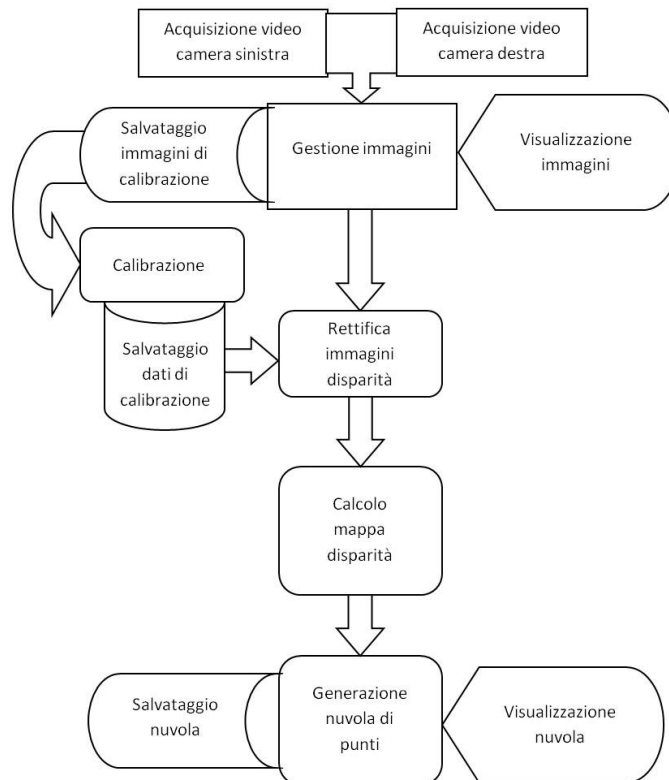 Acquisizione video
camera sinistra
Acquisizione video
camera destra
Salvataggio
immagini di
calibrazione
Gestione immagini
Visualizzazione
immagini
Calibrazione
Salvataggio
dati di
calibrazione
Rettifica
immagini
disparità
Calcolo
mappa
disparità
Salvataggio
nuvola
Generazione
nuvola di
punti
Visualizzazione
nuvola